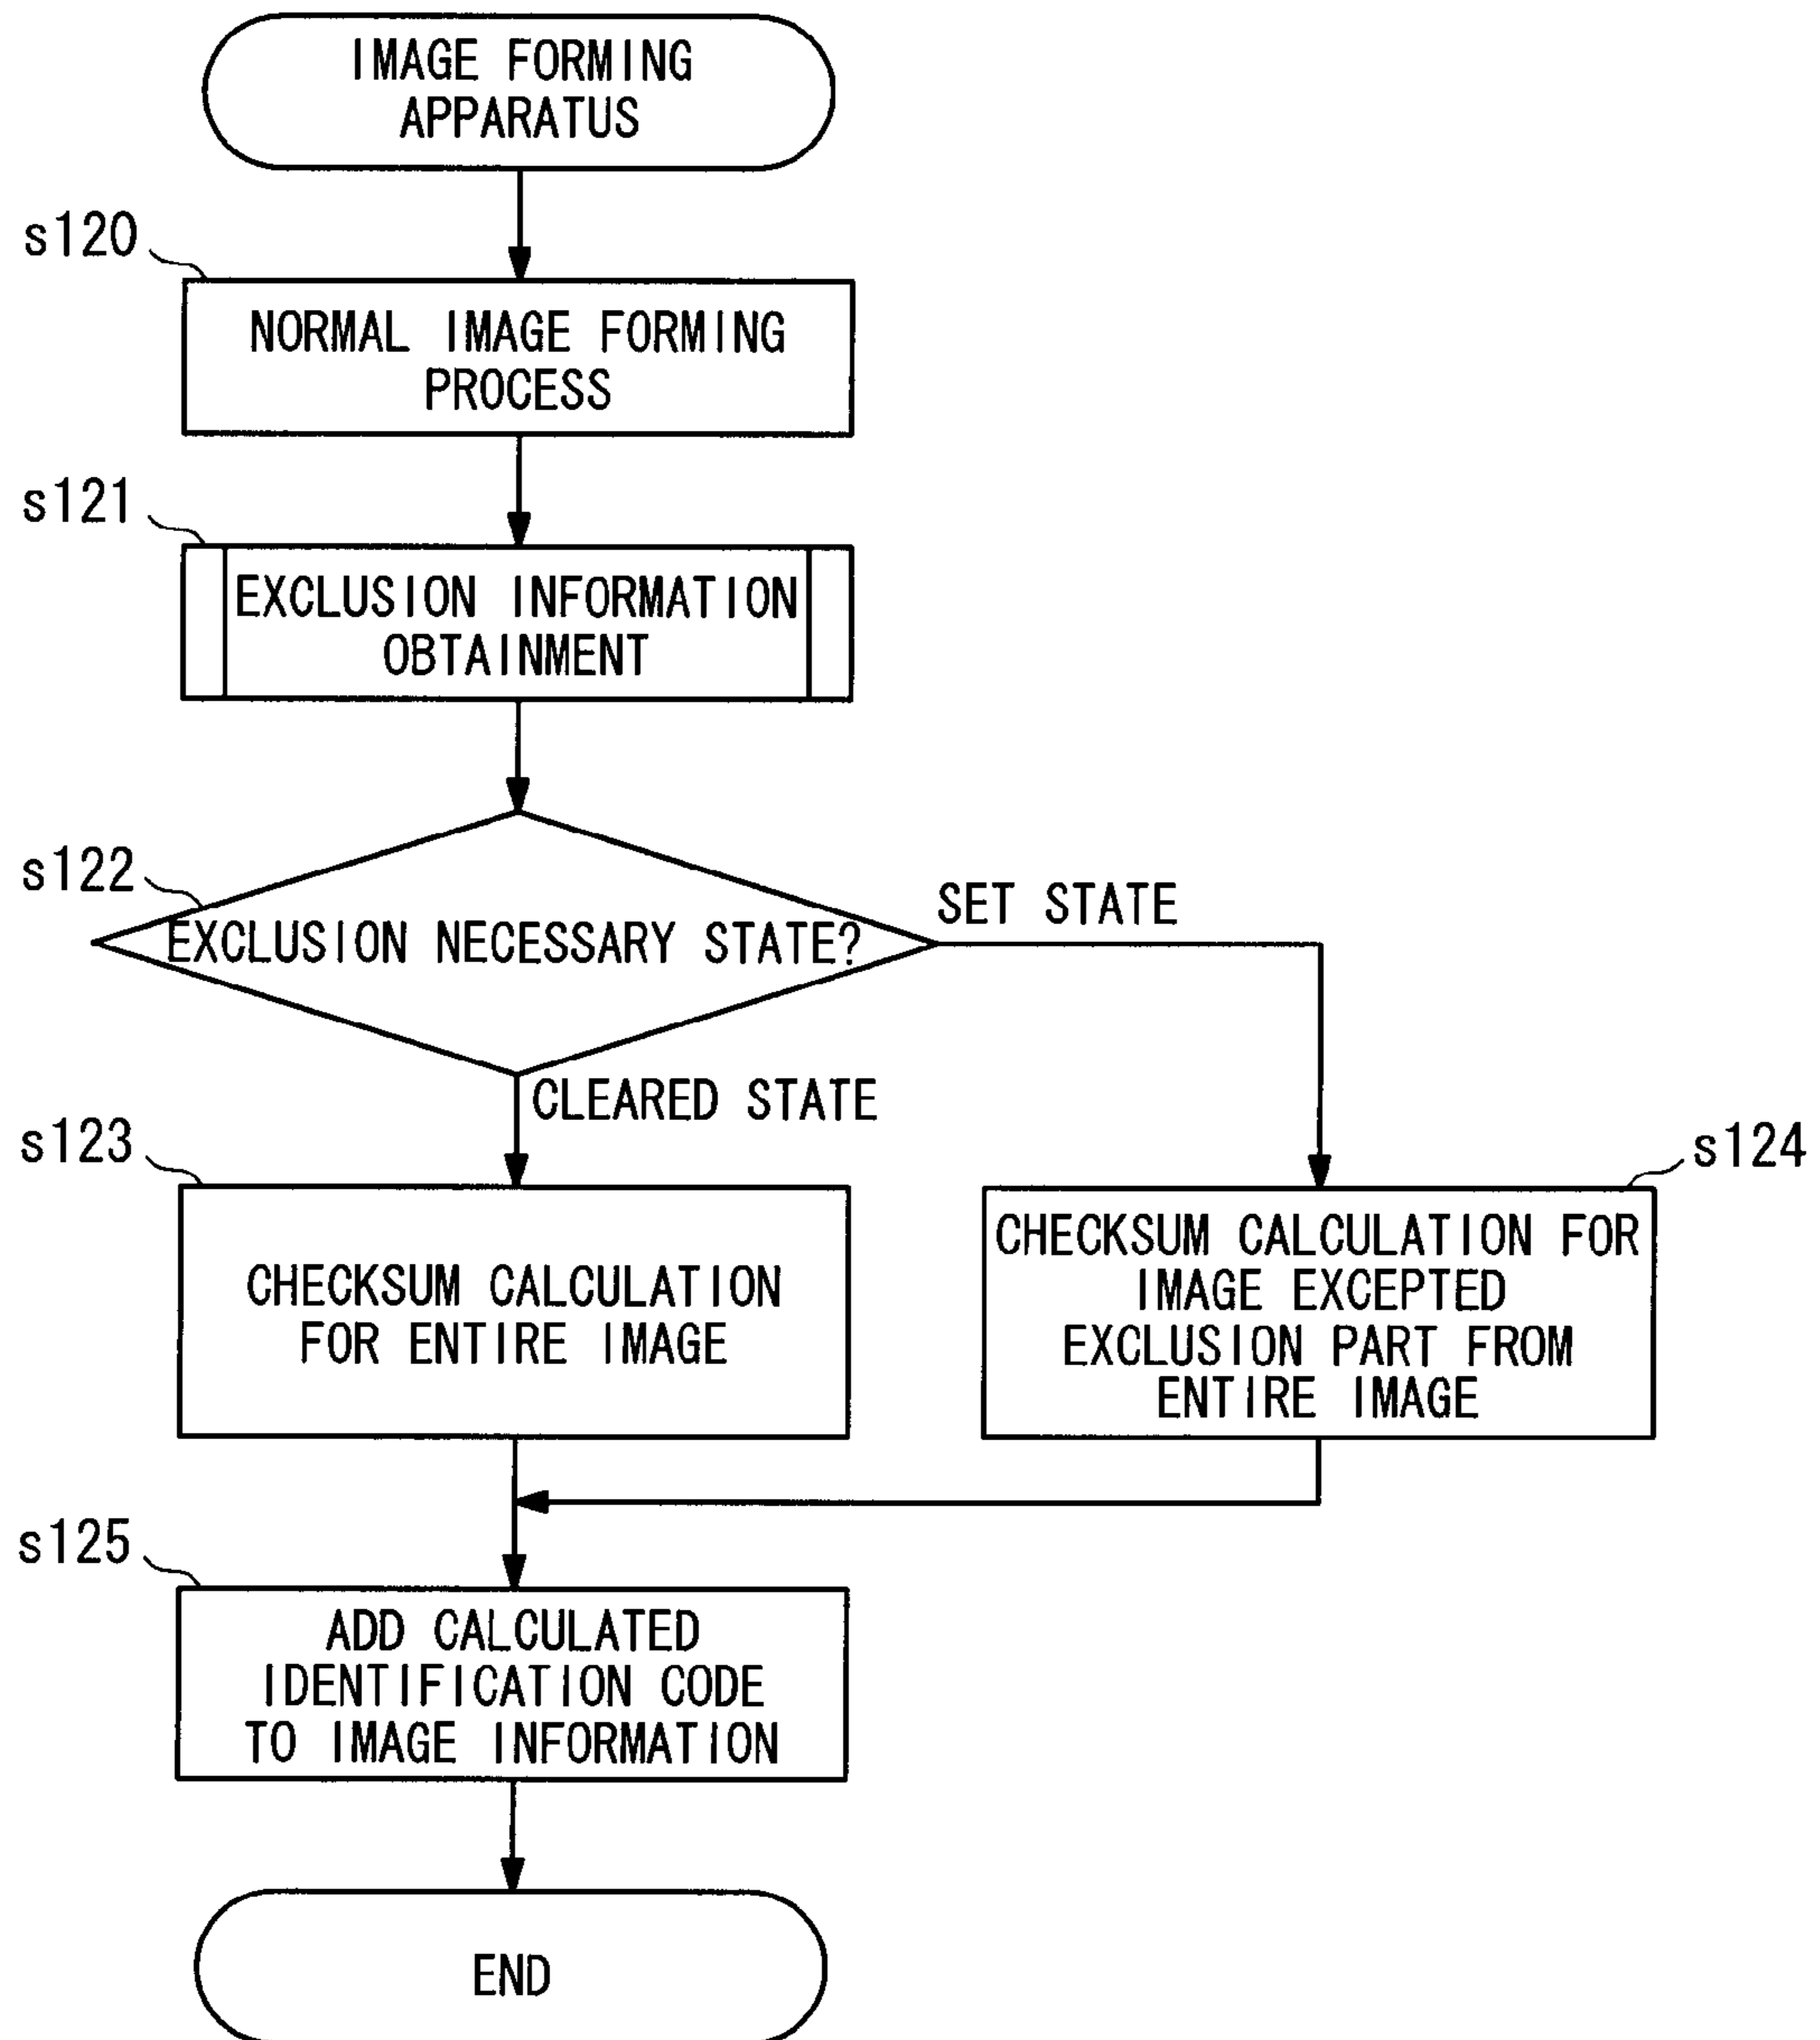 IMAGE FORMING
APPARATUS
s120
NORMAL IMAGE FORMING
PROCESS
s121
EXCLUSION INFORMATION
OBTAINMENT
s122
EXCLUSION NECESSARY STATE?
SET STATE
CLEARED STATE
s123
CHECKSUM CALCULATION
FOR ENTIRE IMAGE
s124
CHECKSUM CALCULATION FOR
IMAGE EXCEPTED
EXCLUSION PART FROM
ENTIRE IMAGE
s125
ADD CALCULATED
IDENTIFICATION CODE
TO IMAGE INFORMATION
END